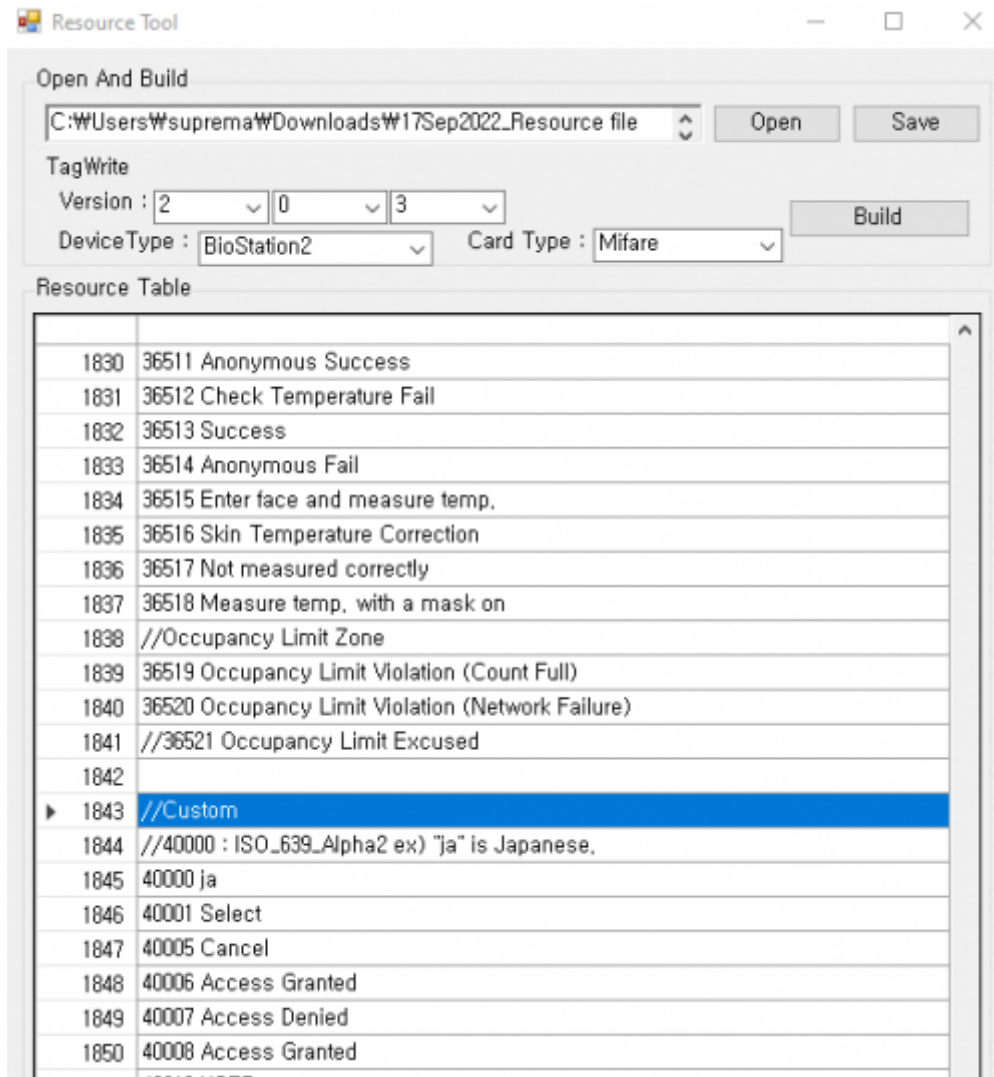 Resource Tool
Open And Build
C:₩Users₩suprema₩Downloads₩17Sep2022_Resource file Open Save
TagWrite
Version : 2 0 3
Build
DeviceType : BioStation2 Card Type : Mifare
Resource Table
1830 36511 Anonymous Success
1831 36512 Check Temperature Fail
1832 36513 Success
1833 36514 Anonymous Fail
1834 36515 Enter face and measure temp.
1835 36516 Skin Temperature Correction
1836 36517 Not measured correctly
1837 36518 Measure temp. with a mask on
1838 //Occupancy Limit Zone
1839 36519 Occupancy Limit Violation (Count Full)
1840 36520 Occupancy Limit Violation (Network Failure)
1841 //36521 Occupancy Limit Excused
1842
1843 //Custom
1844 //40000 : ISO_639_Alpha2 ex) "ja" is Japanese.
1845 40000 ja
1846 40001 Select
1847 40005 Cancel
1848 40006 Access Granted
1849 40007 Access Denied
1850 40008 Access Granted